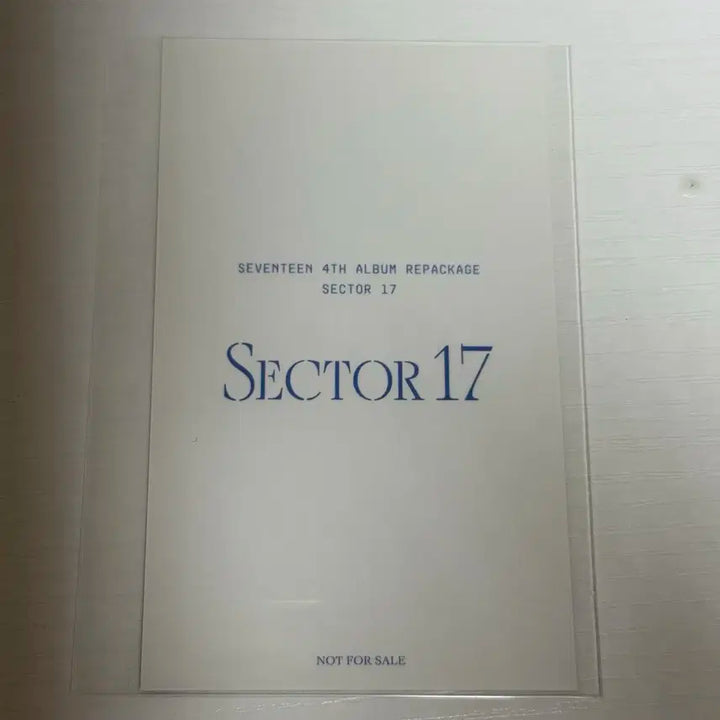 SEVENTEEN 4TH ALBUM REPACKAGE
SECTOR 17
SECTOR 17
NOT FOR SALE